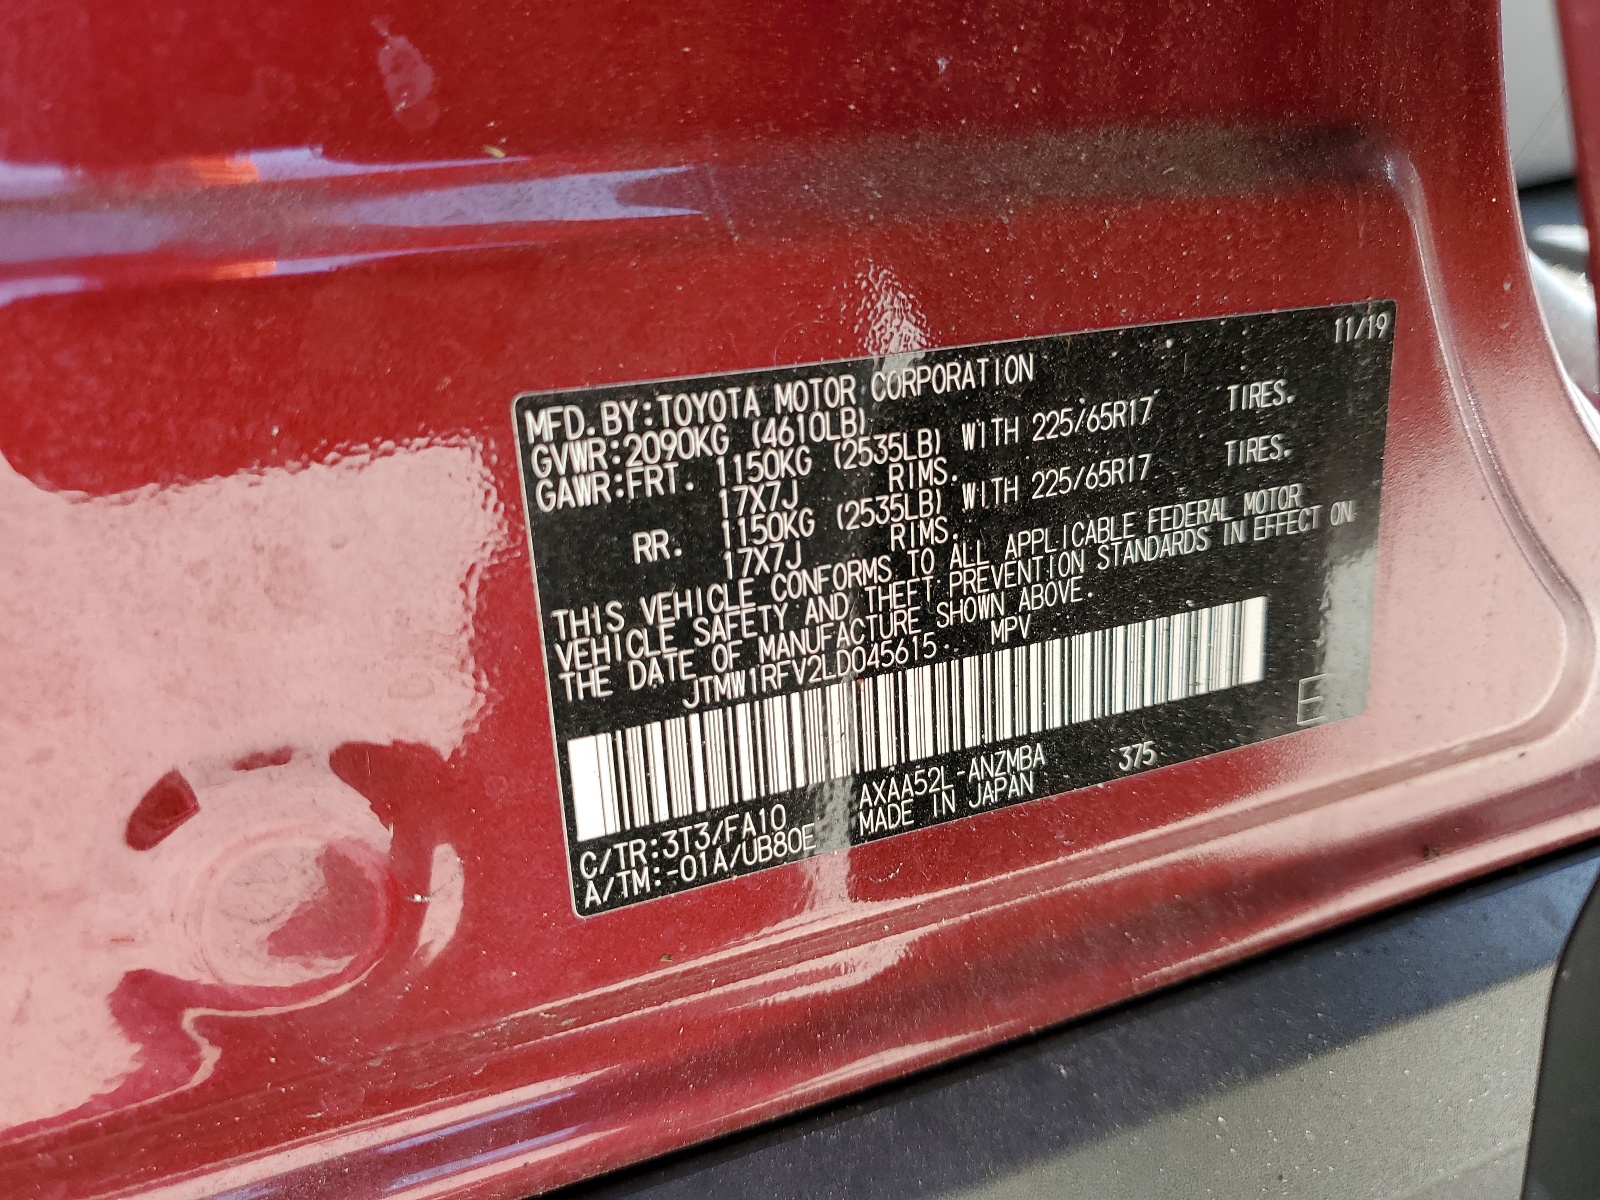 11/19
MFD.BY:TOYOTA MOTOR CORPORATION
GVWR:2090KG (4610LB)
GAWR:FRT. 1150KG (2535LB) WITH 225/65R17 TIRES.
17X7J RIMS.
RR. 1150KG (2535LB) WITH 225/65R17 TIRES.
17X7J RIMS.
THIS VEHICLE CONFORMS TO ALL APPLICABLE FEDERAL MOTOR
VEHICLE SAFETY AND THEFT PREVENTION STANDARDS IN EFFECT ON
THE DATE OF MANUFACTURE SHOWN ABOVE.
JTMW1RFV2LD045615 MPV
E
C/TR:3T3/FA10 AXAA52L-ANZMBA 375
A/TM:-01A/UB80E MADE IN JAPAN